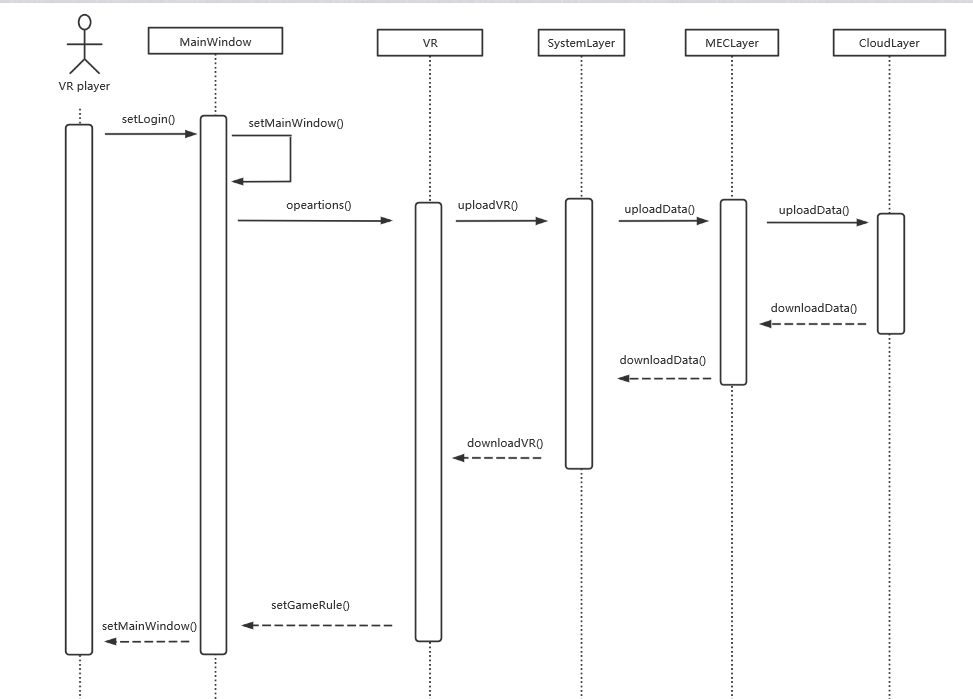 VR player
MainWindow
VR
SystemLayer
MECLayer
CloudLayer
setLogin()
setMainWindow()
opeartions()
uploadVR()
uploadData()
uploadData()
downloadData()
downloadData()
downloadVR()
setGameRule()
setMainWindow()